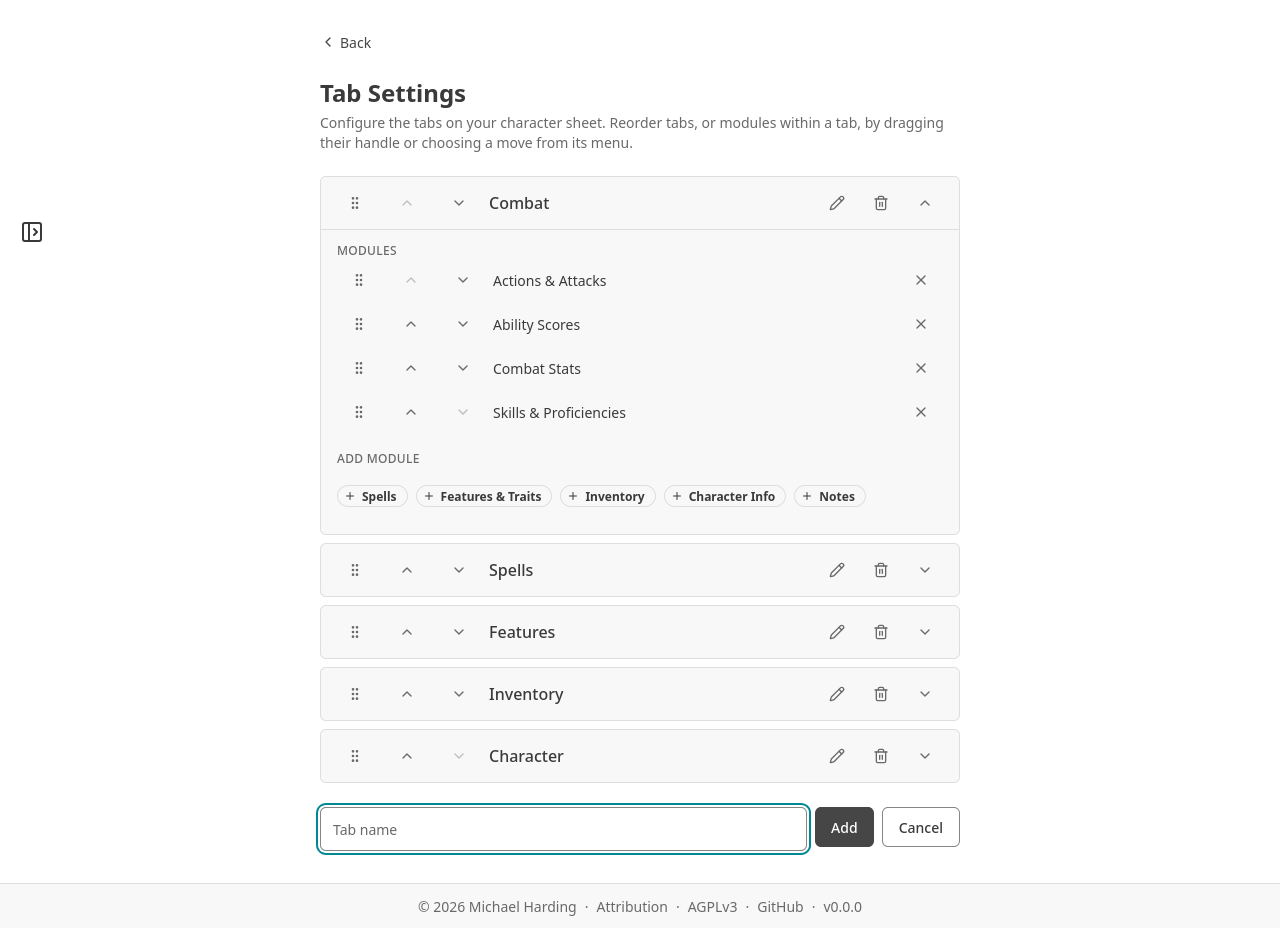 Back
Tab Settings
Configure the tabs on your character sheet. Reorder tabs, or modules within a tab, by dragging
their handle or choosing a move from its menu.
Combat
MODULES
Actions & Attacks
Ability Scores
Combat Stats
Skills & Proficiencies
ADD MODULE
Spells Features & Traits Inventory Character Info Notes
Spells
Features
Inventory
Character
Tab name Add Cancel
© 2026 Michael Harding · Attribution · AGPLv3 · GitHub · v0.0.0